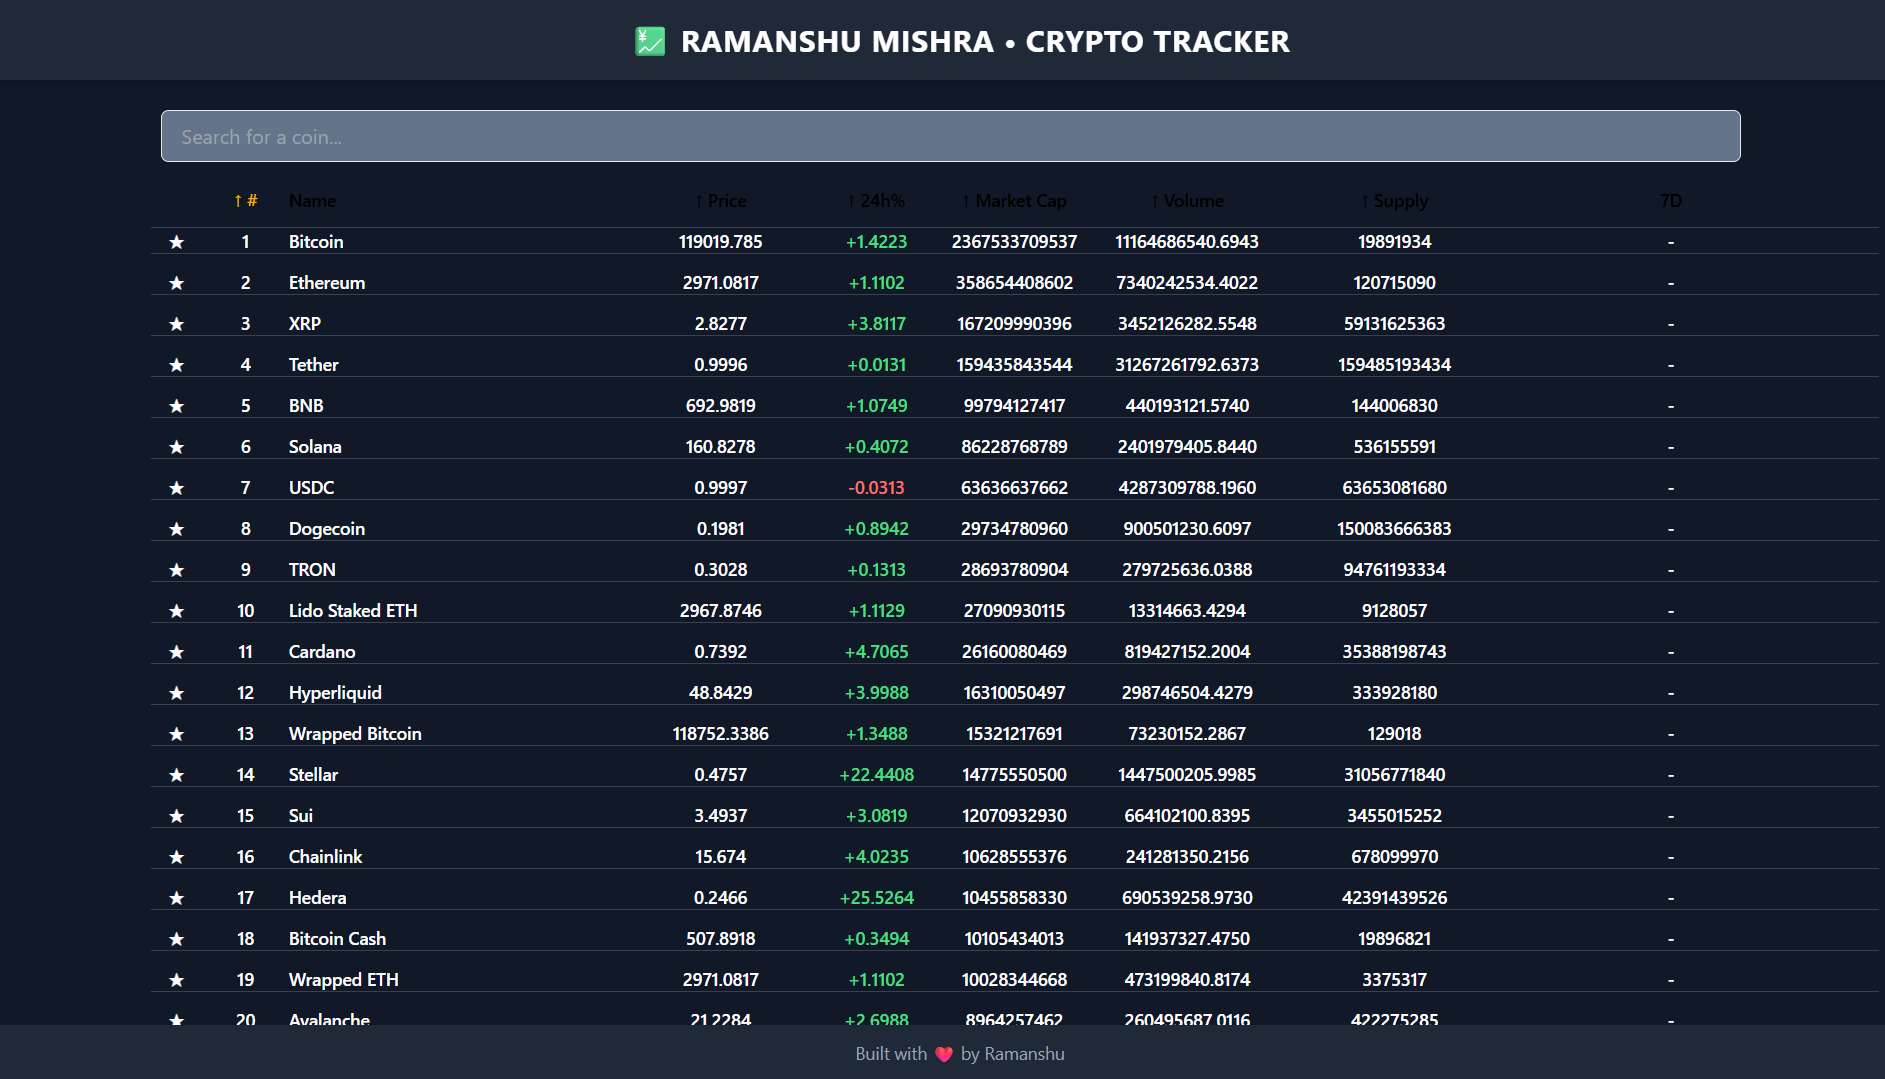 RAMANSHU MISHRA • CRYPTO TRACKER
Search for a coin...
↑ # Name ↑ Price ↑ 24h% ↑ Market Cap ↑ Volume ↑ Supply 7D
★ 1 Bitcoin 119019.785 +1.4223 2367533709537 11164686540.6943 19891934 -
★ 2 Ethereum 2971.0817 +1.1102 358654408602 7340242534.4022 120715090 -
★ 3 XRP 2.8277 +3.8117 167209990396 3452126282.5548 59131625363 -
★ 4 Tether 0.9996 +0.0131 159435843544 31267261792.6373 159485193434 -
★ 5 BNB 692.9819 +1.0749 99794127417 440193121.5740 144006830 -
★ 6 Solana 160.8278 +0.4072 86228768789 2401979405.8440 536155591 -
★ 7 USDC 0.9997 -0.0313 63636637662 4287309788.1960 63653081680 -
★ 8 Dogecoin 0.1981 +0.8942 29734780960 900501230.6097 150083666383 -
★ 9 TRON 0.3028 +0.1313 28693780904 279725636.0388 94761193334 -
★ 10 Lido Staked ETH 2967.8746 +1.1129 27090930115 13314663.4294 9128057 -
★ 11 Cardano 0.7392 +4.7065 26160080469 819427152.2004 35388198743 -
★ 12 Hyperliquid 48.8429 +3.9988 16310050497 298746504.4279 333928180 -
★ 13 Wrapped Bitcoin 118752.3386 +1.3488 15321217691 73230152.2867 129018 -
★ 14 Stellar 0.4757 +22.4408 14775550500 1447500205.9985 31056771840 -
★ 15 Sui 3.4937 +3.0819 12070932930 664102100.8395 3455015252 -
★ 16 Chainlink 15.674 +4.0235 10628555376 241281350.2156 678099970 -
★ 17 Hedera 0.2466 +25.5264 10455858330 690539258.9730 42391439526 -
★ 18 Bitcoin Cash 507.8918 +0.3494 10105434013 141937327.4750 19896821 -
★ 19 Wrapped ETH 2971.0817 +1.1102 10028344668 473199840.8174 3375317 -
★ 20 Avalanche 21.2284 +2.6988 8964257462 260495687.0116 422275285 -
Built with ❤️ by Ramanshu